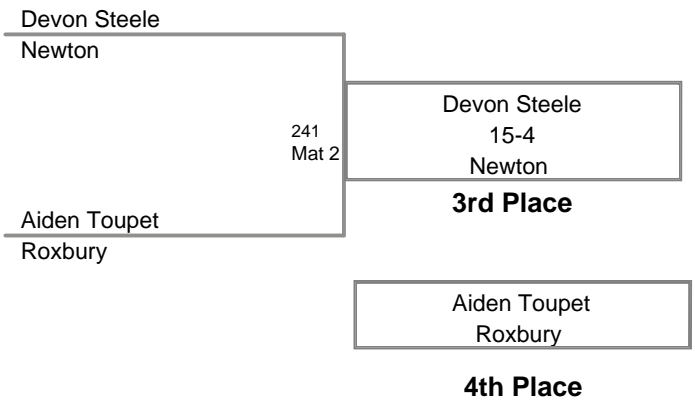 Devon Steele
Newton
241
Mat 2
Devon Steele
15-4
Newton
3rd Place
Aiden Toupet
Roxbury
Aiden Toupet
Roxbury
4th Place